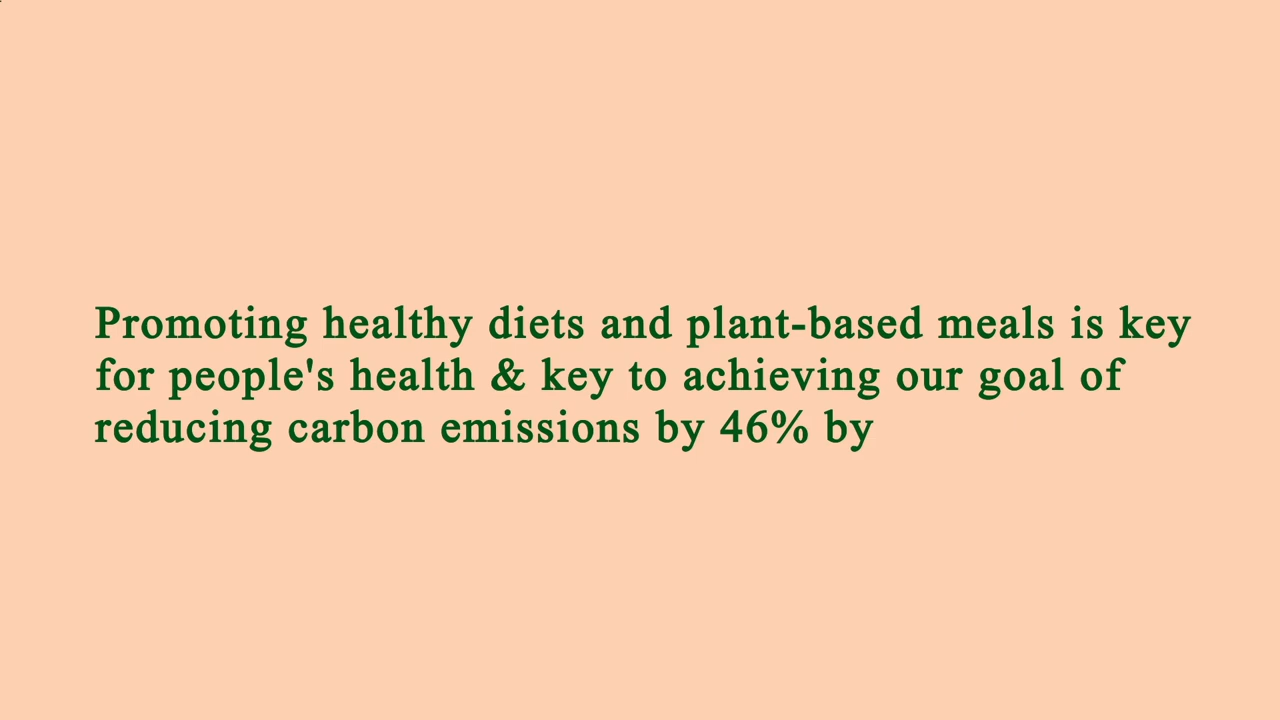 Promoting healthy diets and plant-based meals is key
for people's health & key to achieving our goal of
reducing carbon emissions by 46% by